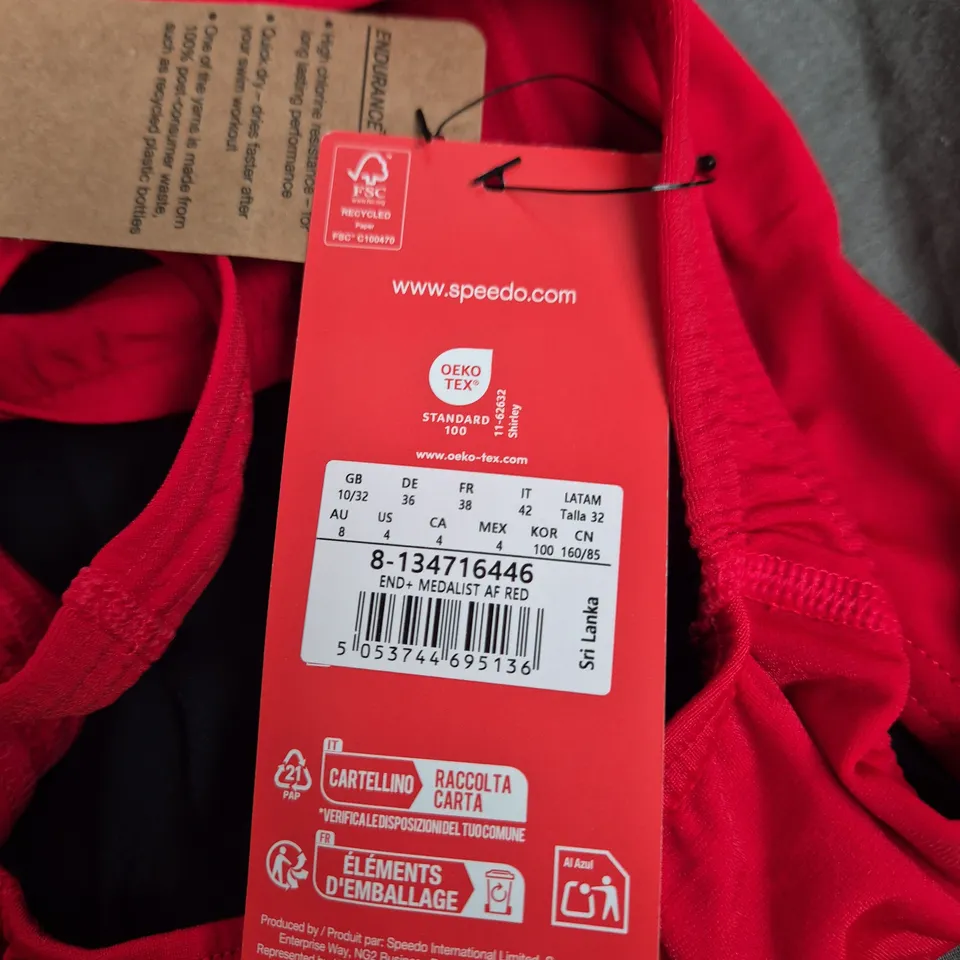 ENDURANCE+
• High chlorine resistance - for
long lasting performance
• Quick dry - dries faster after
your swim workout
• One of the yarns is made from
100% post-consumer waste,
such as recycled plastic bottles
FSC
www.fsc.org
RECYCLED
Paper
FSC® C100470
www.speedo.com
OEKO
TEX®
STANDARD
100
11-62632
Shirley
www.oeko-tex.com
GB DE FR IT LATAM
10/32 36 38 42 Talla 32
AU US CA MEX KOR CN
8 4 4 4 100 160/85
8-134716446
END+ MEDALIST AF RED
5 053744 695136
Sri Lanka
21
PAP
IT
CARTELLINO
RACCOLTA
CARTA
*VERIFICA LE DISPOSIZIONI DEL TUO COMUNE
FR
ÉLÉMENTS
D'EMBALLAGE
Al Azul
Produced by / Produit par: Speedo International Limited,
Enterprise Way, NG2
Represented by